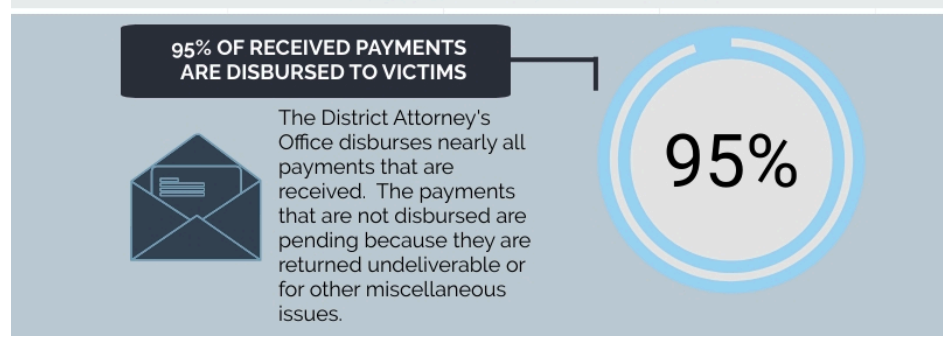 95% OF RECEIVED PAYMENTS
ARE DISBURSED TO VICTIMS
The District Attorney's
Office disburses nearly all
payments that are
received. The payments
that are not disbursed are
pending because they are
returned undeliverable or
for other miscellaneous
issues.
95%